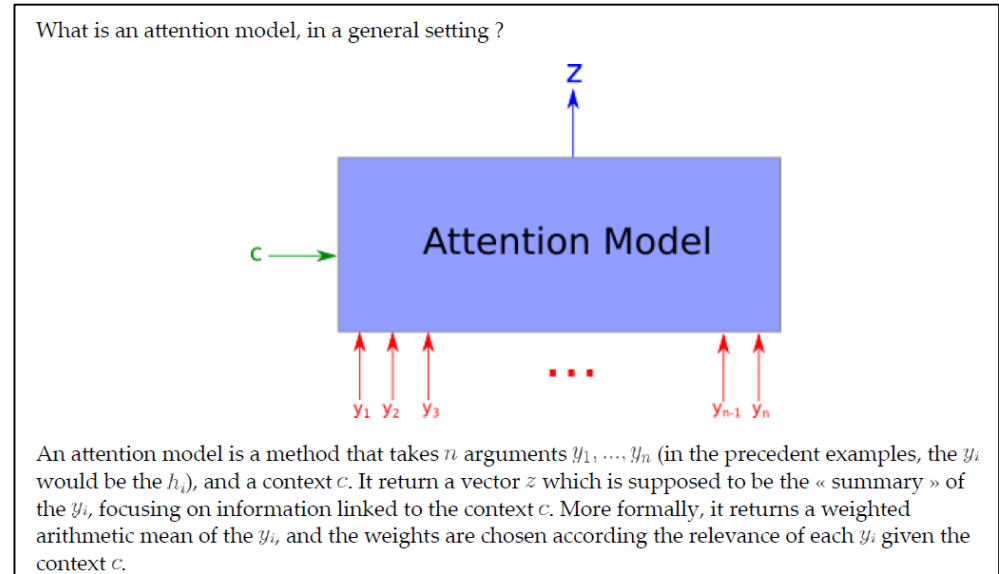 What is an attention model, in a general setting ?
z
Attention Model
c
...
y₁ y₂ y₃ yₙ₋₁ yₙ
An attention model is a method that takes n arguments y₁, ..., yₙ (in the precedent examples, the yᵢ
would be the hᵢ), and a context c. It return a vector z which is supposed to be the « summary » of
the yᵢ, focusing on information linked to the context c. More formally, it returns a weighted
arithmetic mean of the yᵢ, and the weights are chosen according the relevance of each yᵢ given the
context c.